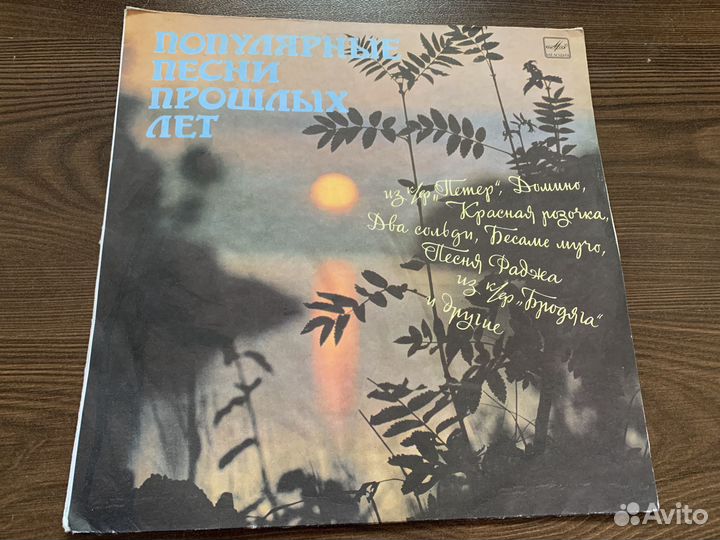 ПОПУЛЯРНЫЕ
ПЕСНИ
ПРОШЛЫХ
ЛЕТ
МЕЛОДИЯ
из к/ф „Петер“, Домино,
Красная розочка,
Два сольди, Бесаме мучо,
Песня Раджа
из к/ф „Бродяга“
и другие
Avito